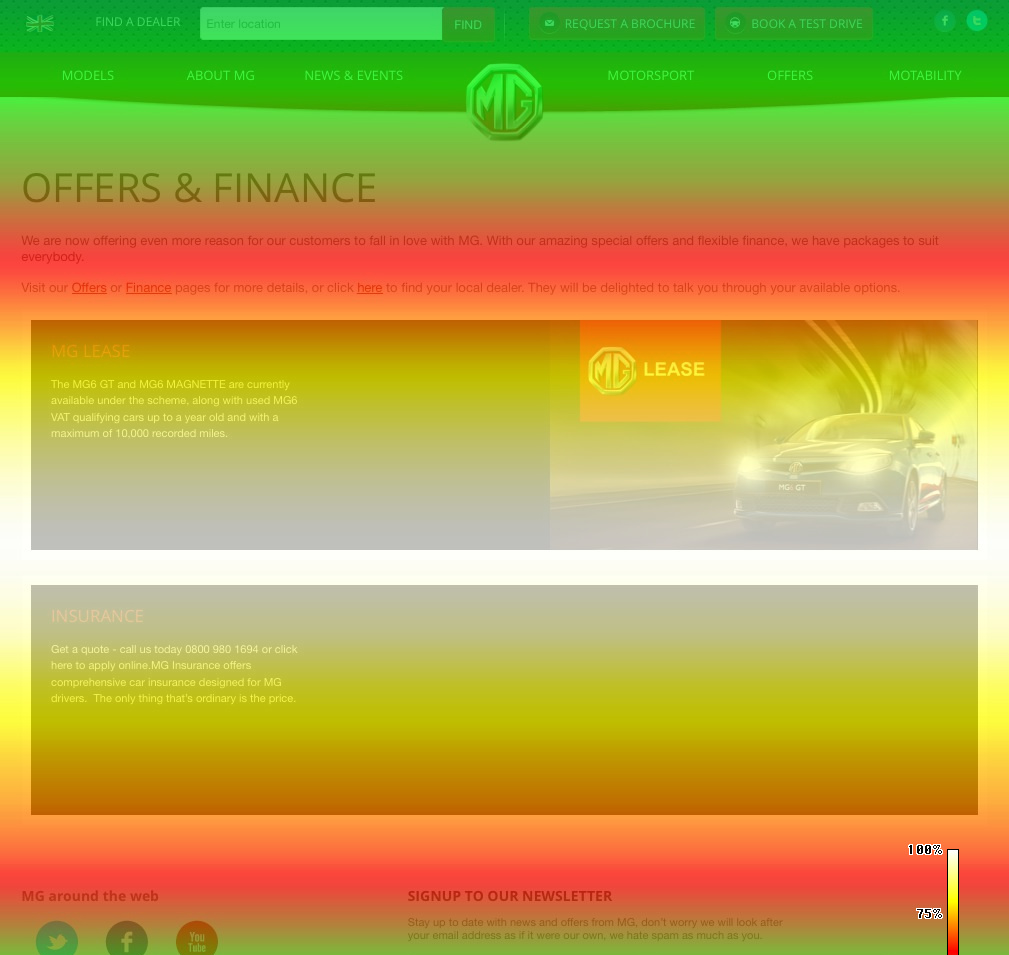 FIND A DEALER
Enter location
FIND
REQUEST A BROCHURE
BOOK A TEST DRIVE
MODELS
ABOUT MG
NEWS & EVENTS
MG
MOTORSPORT
OFFERS
MOTABILITY
OFFERS & FINANCE
We are now offering even more reason for our customers to fall in love with MG. With our amazing special offers and flexible finance, we have packages to suit
everybody.
Visit our Offers or Finance pages for more details, or click here to find your local dealer. They will be delighted to talk you through your available options.
MG LEASE
The MG6 GT and MG6 MAGNETTE are currently
available under the scheme, along with used MG6
VAT qualifying cars up to a year old and with a
maximum of 10,000 recorded miles.
MG LEASE
MG6 GT
INSURANCE
Get a quote - call us today 0800 980 1694 or click
here to apply online.MG Insurance offers
comprehensive car insurance designed for MG
drivers.  The only thing that's ordinary is the price.
100%
75%
MG around the web
You
Tube
SIGNUP TO OUR NEWSLETTER
Stay up to date with news and offers from MG, don't worry we will look after
your email address as if it were our own, we hate spam as much as you.